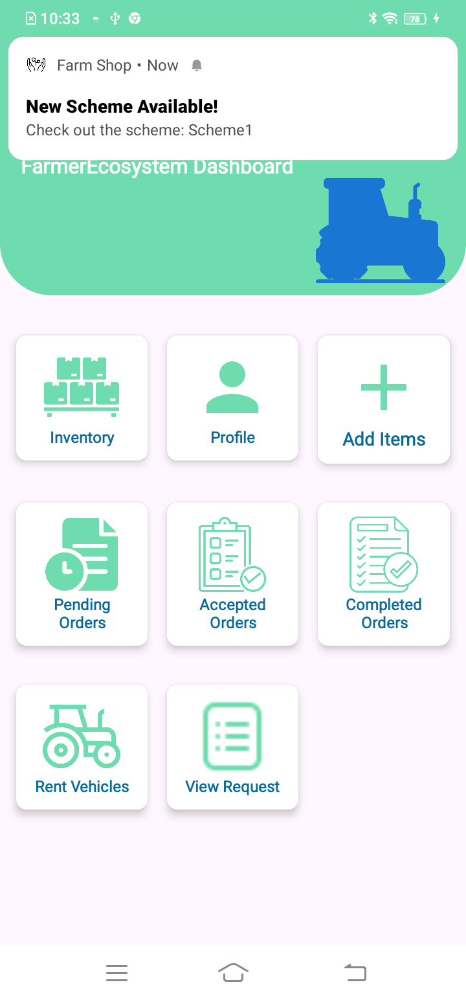 10:33
78
Farm Shop • Now
New Scheme Available!
Check out the scheme: Scheme1
FarmerEcosystem Dashboard
Inventory
Profile
Add Items
Pending
Orders
Accepted
Orders
Completed
Orders
Rent Vehicles
View Request